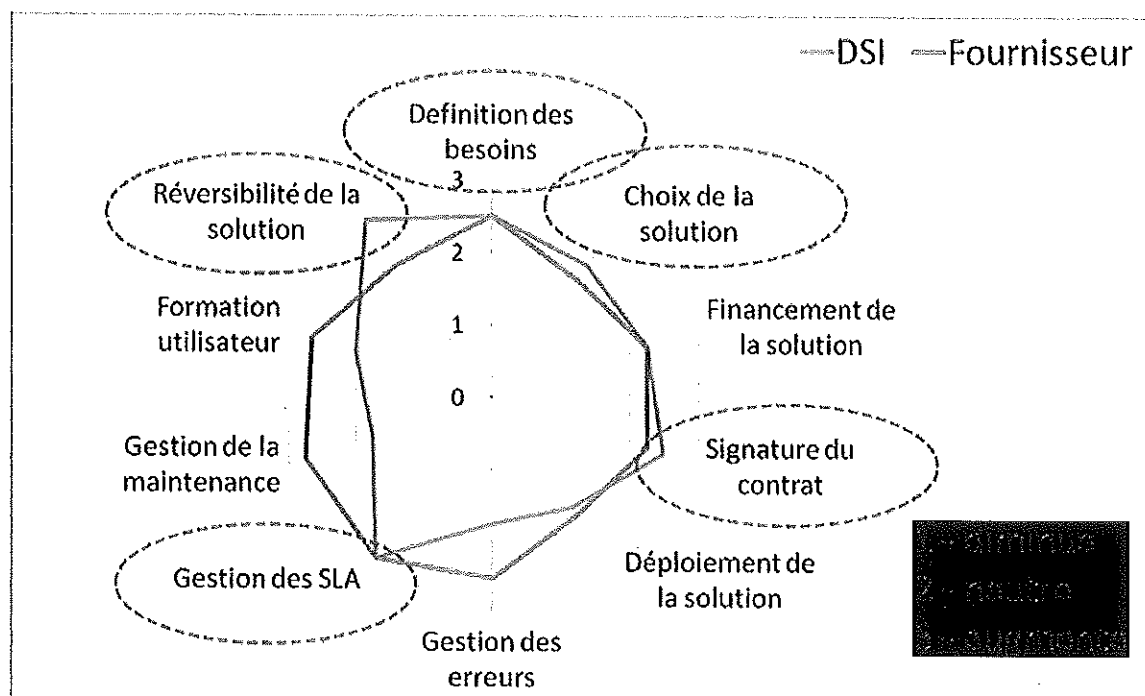 DSI Fournisseur
Definition des
besoins
3
Réversibilité de la
solution
Choix de la
solution
2
Formation
utilisateur
1
Financement de
la solution
0
Gestion de la
maintenance
Signature du
contrat
Gestion des SLA
Déploiement de
la solution
2 - neutre
Gestion des
erreurs